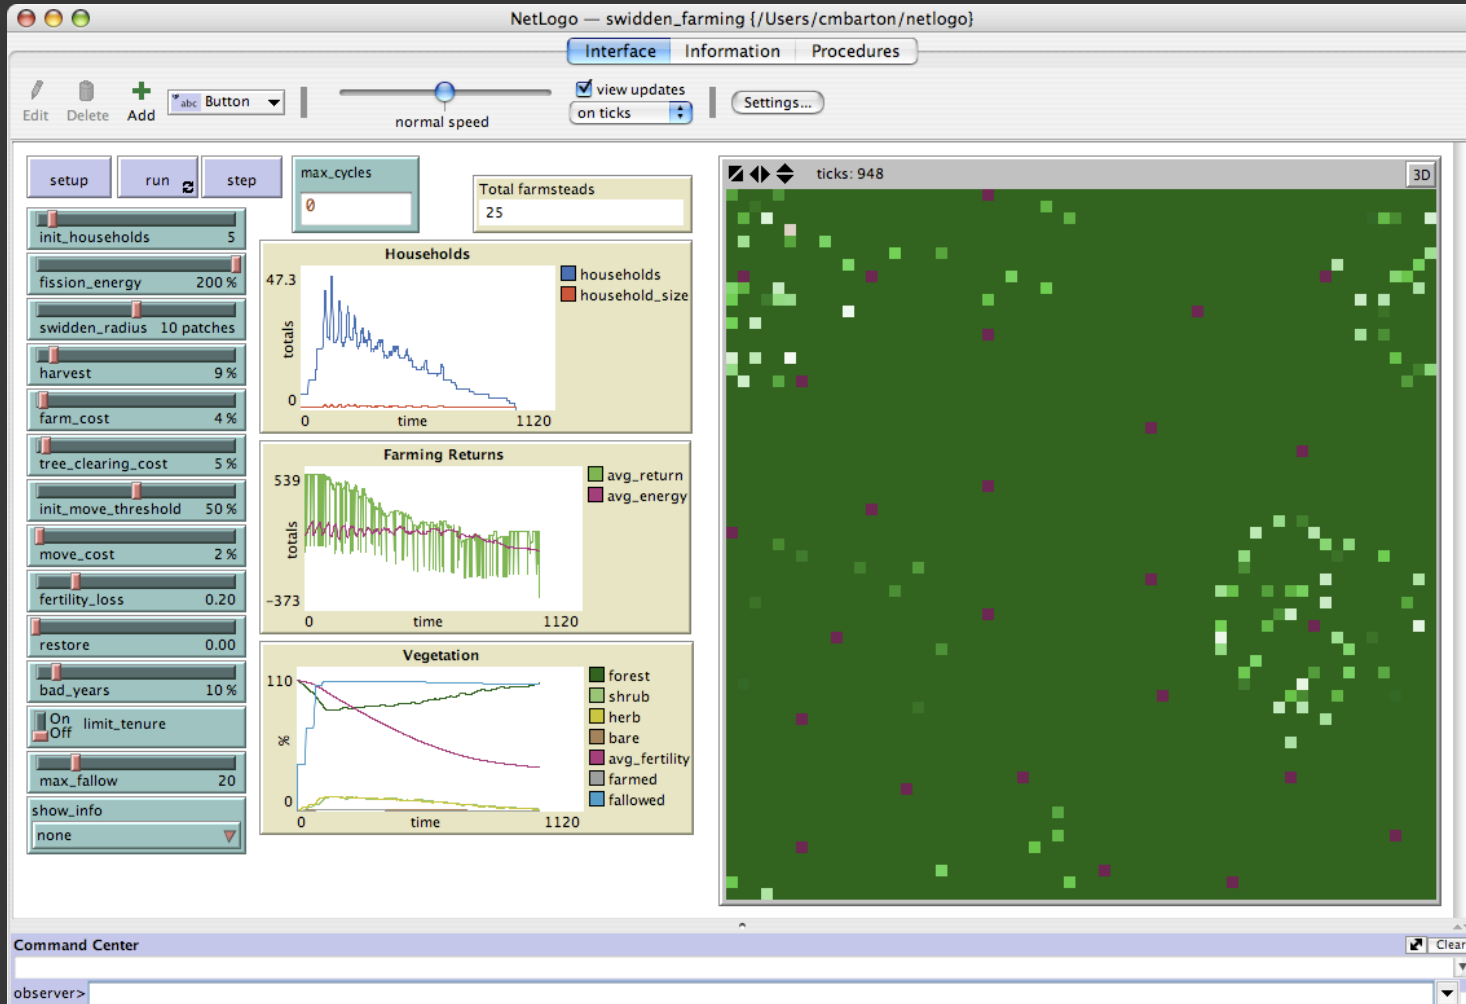 NetLogo — swidden_farming {/Users/cmbarton/netlogo}
Interface Information Procedures
Edit Delete Add abc Button normal speed view updates on ticks Settings...
setup run step
max_cycles
0
Total farmsteads
25
ticks: 948 3D
init_households 5
fission_energy 200 %
swidden_radius 10 patches
harvest 9 %
farm_cost 4 %
tree_clearing_cost 5 %
init_move_threshold 50 %
move_cost 2 %
fertility_loss 0.20
restore 0.00
bad_years 10 %
On
Off limit_tenure
max_fallow 20
show_info
none
Households
47.3
totals
0
0 time 1120
households
household_size
Farming Returns
539
totals
-373
0 time 1120
avg_return
avg_energy
Vegetation
110
%
0
0 time 1120
forest
shrub
herb
bare
avg_fertility
farmed
fallowed
Command Center Clear
observer>